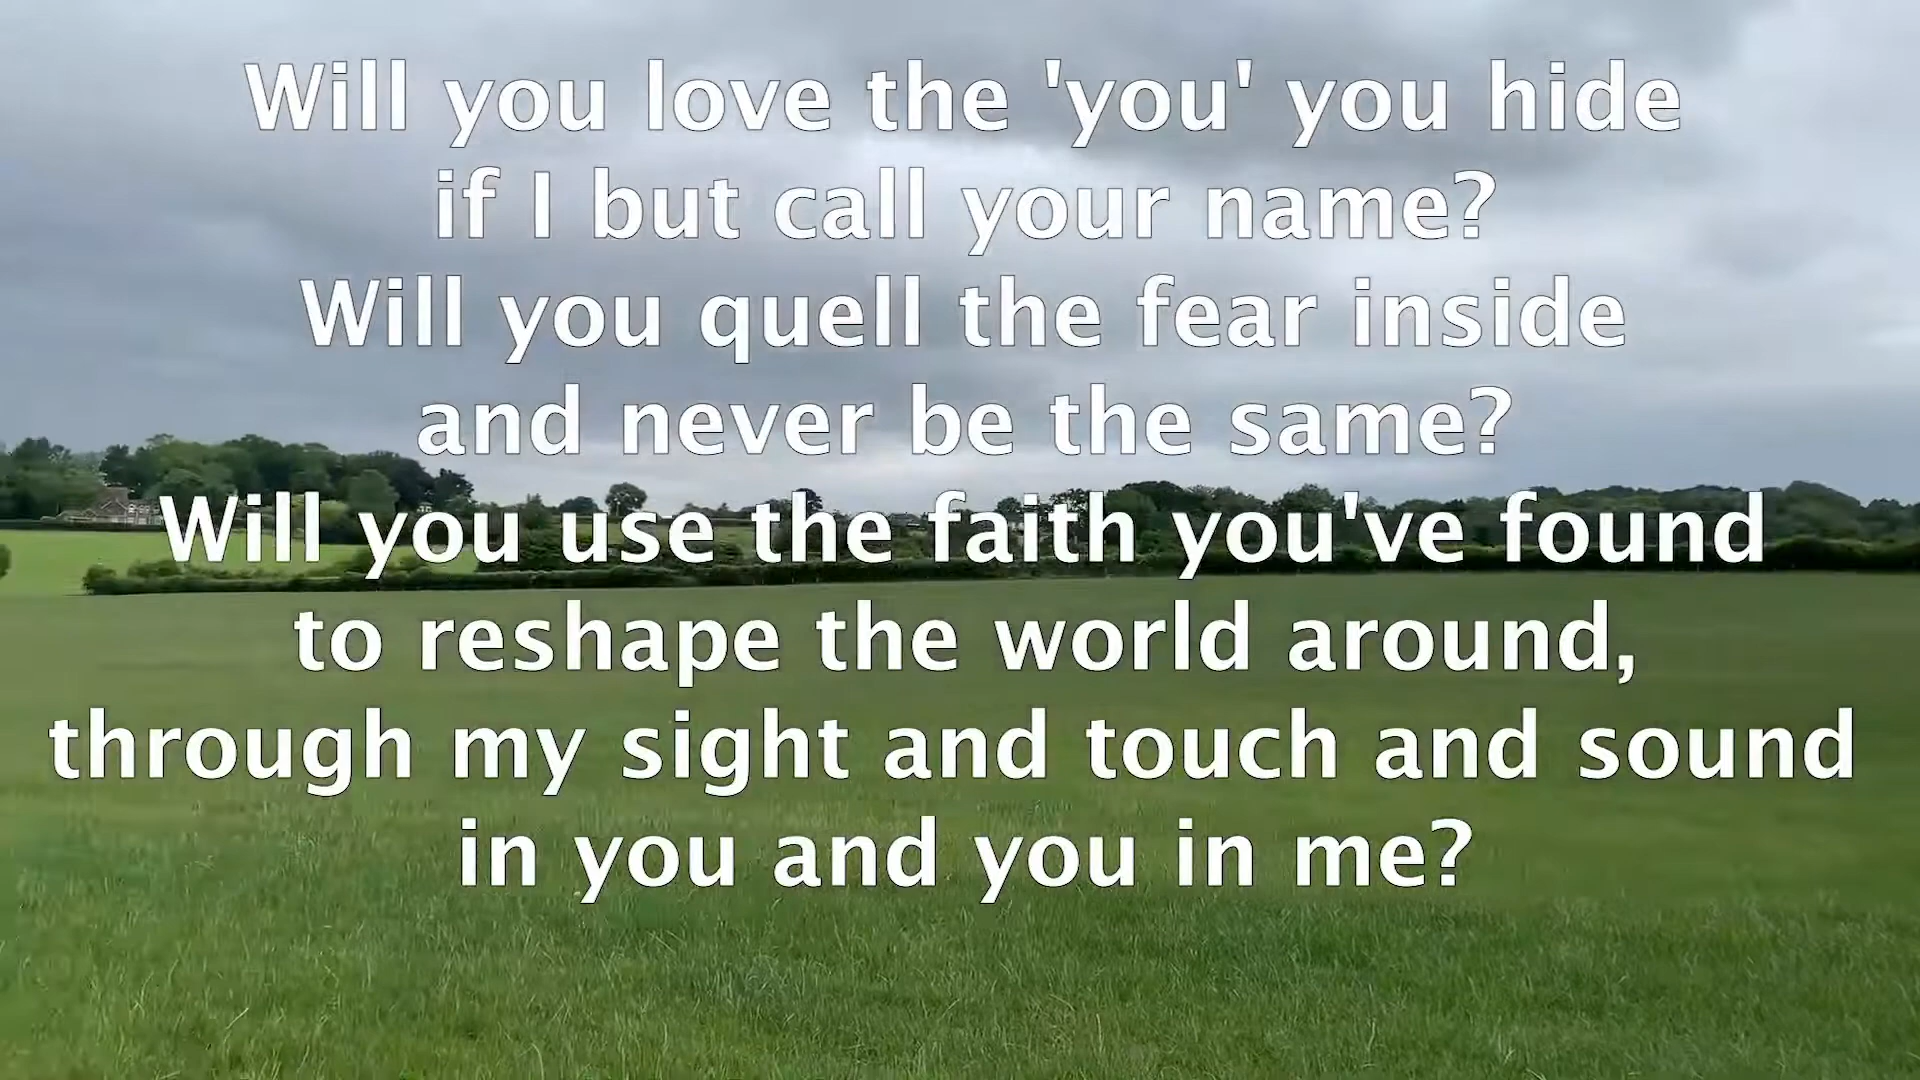 Will you love the 'you' you hide
if I but call your name?
Will you quell the fear inside
and never be the same?
Will you use the faith you've found
to reshape the world around,
through my sight and touch and sound
in you and you in me?